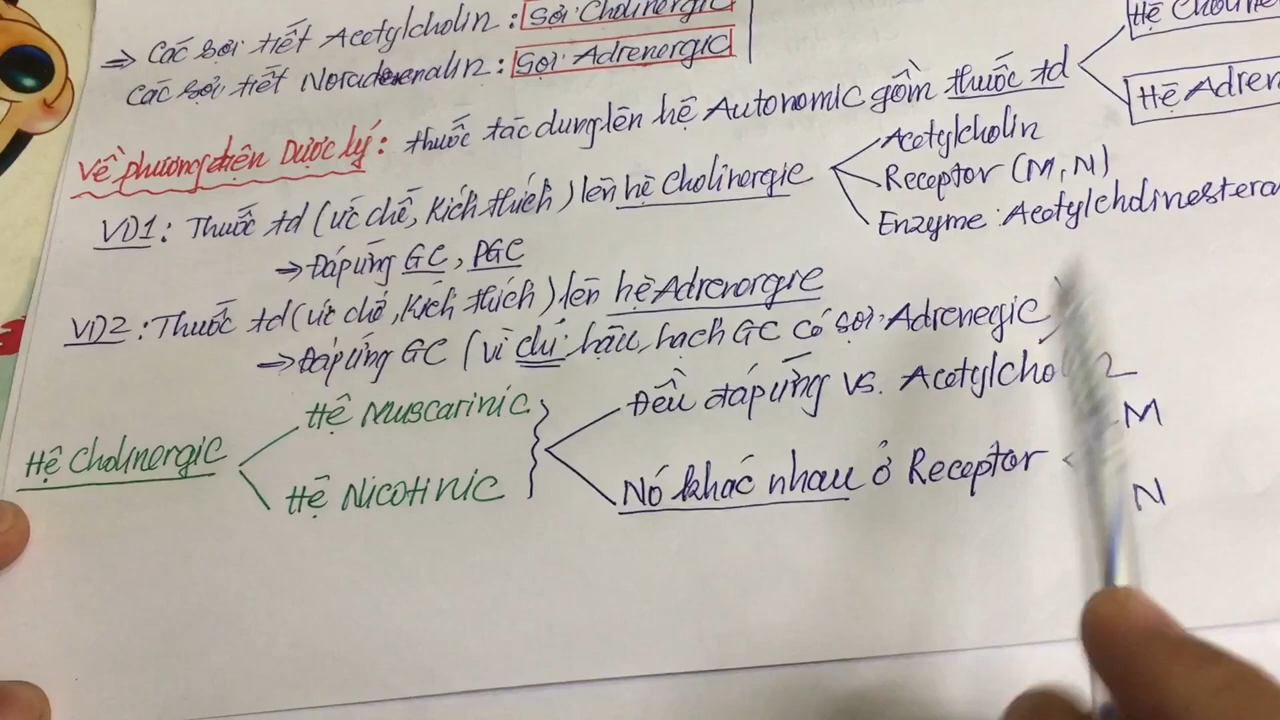 ⇒ Các sợi tiết Acetylcholin : Sợi Cholinergic
Các sợi tiết Noradrenalin : Sợi Adrenergic
Hệ
Về phương diện Dược lý : thuốc tác dụng lên hệ Autonomic gồm thuốc td
Hệ Adren
VD1 : Thuốc td (ức chế, kích thích) lên hệ Cholinergic
Acetylcholin
Receptor (M, N)
Enzyme : Acetylcholinestera
→ Đáp ứng GC, PGC
VD2 : Thuốc td (ức chế, kích thích) lên hệ Adrenergic
→ Đáp ứng GC (vì chỉ hậu hạch GC có sợi Adrenegic)
Hệ Cholinergic
Hệ Muscarinic
Hệ Nicotinic
Đều đáp ứng vs. Acetylcho
Nó khác nhau ở Receptor
M
N